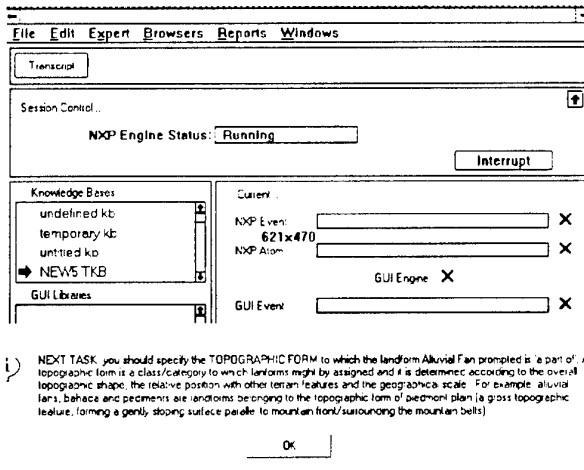 File Edit Expert Browsers Reports Windows
Transcript
Session Control...
NXP Engine Status: Running
Interrupt
Knowledge Bases
undefined kb
temporary kb
untitled kb
NEW5 TKB
GUI Libraries
Current...
NXP Event
621x470
NXP Atom
GUI Engine
GUI Event
NEXT TASK you should specify the TOPOGRAPHIC FORM to which the landform Alluvial Fan prompted is 'a part of'.
topographic form is a class/category to which lanforms might by assigned and it is determined according to the overall
topographic shape, the relative position with other terrain features and the geographical scale. For example alluvial
fans, bahada and pediments are landforms belonging to the topographic form of piedmont plain (a gross topographic
feature, forming a gently sloping surface parallel to mountain front/surrounding the mountain belts)
OK